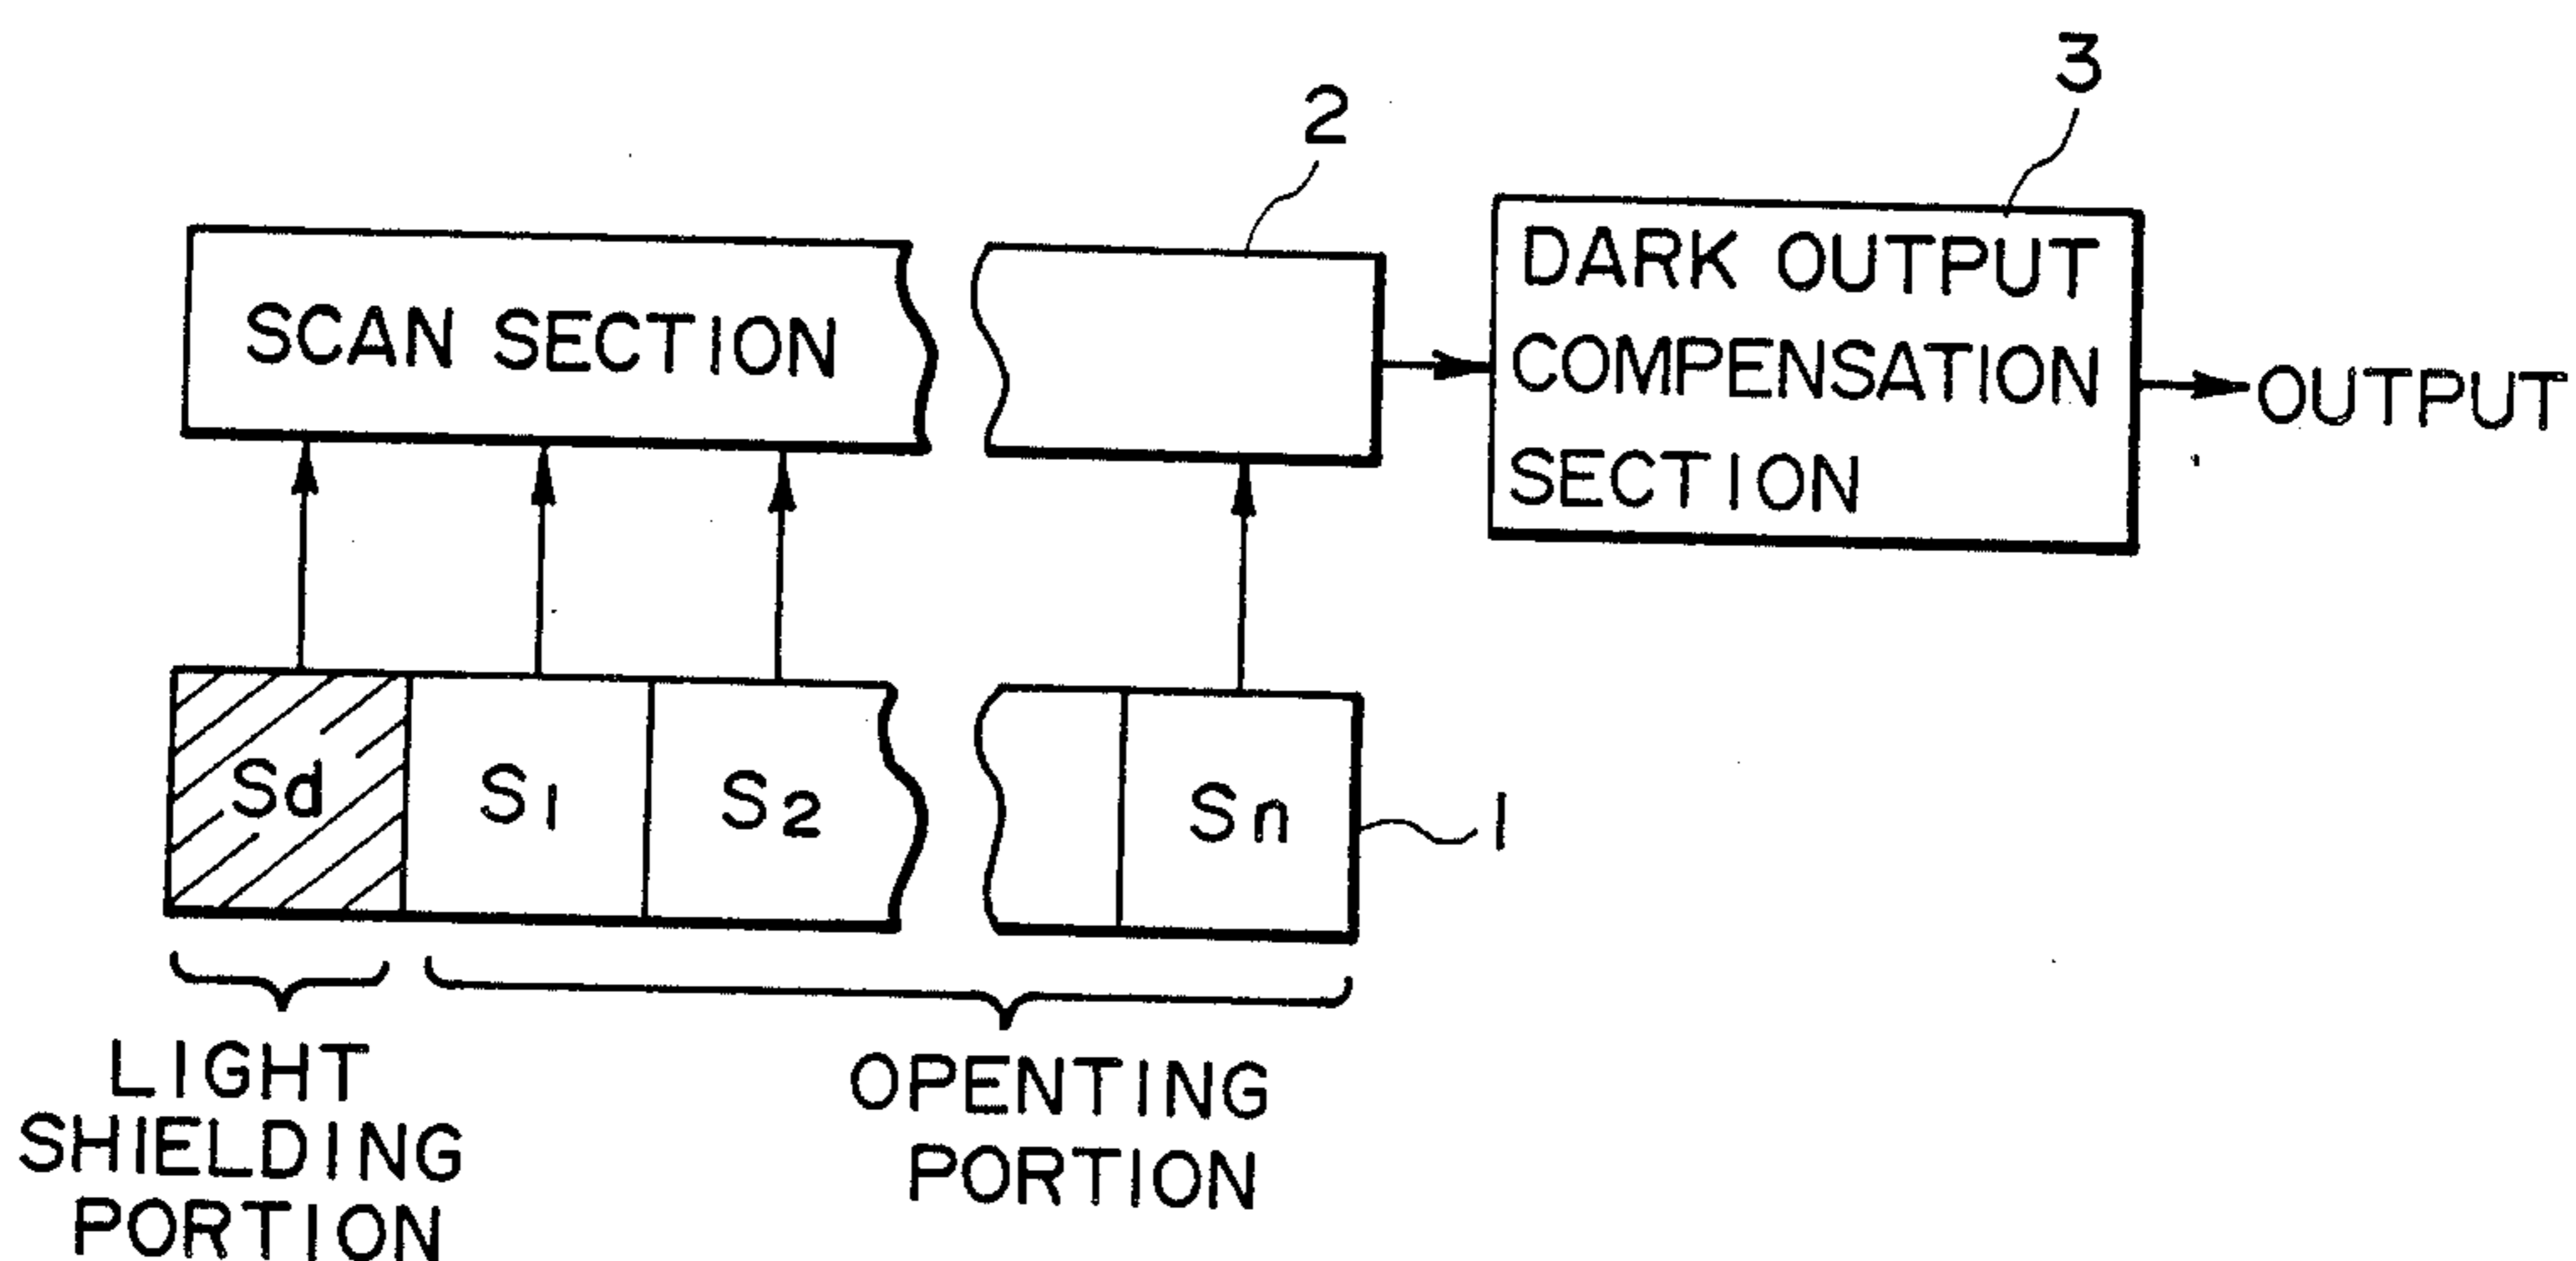 3
2
DARK OUTPUT
COMPENSATION
SECTION
SCAN SECTION
OUTPUT
Sd
S1
S2
Sn
1
LIGHT
SHIELDING
PORTION
OPENTING
PORTION